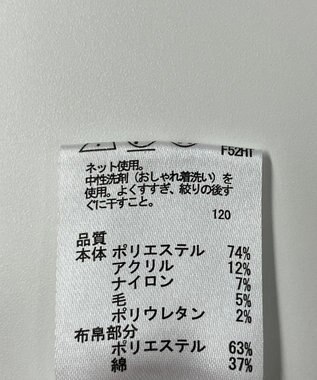 F52HT
ネット使用。
中性洗剤（おしゃれ着洗い）を
使用。よくすすぎ、絞りの後す
ぐに干すこと。
120
品質
本体 ポリエステル 74%
アクリル 12%
ナイロン 7%
毛 5%
ポリウレタン 2%
布帛部分
ポリエステル 63%
綿 37%